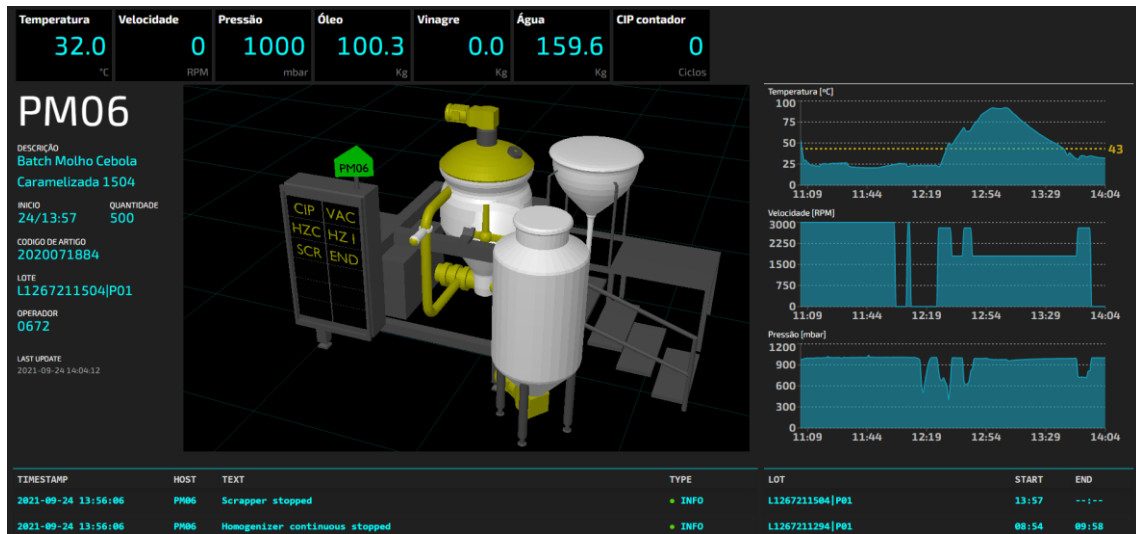 Temperatura Velocidade Pressão Óleo Vinagre Água CIP contador
32.0 0 1000 100.3 0.0 159.6 0
°C RPM mbar Kg Kg Kg Ciclos
PM06
DESCRIÇÃO
Batch Molho Cebola
Caramelizada 1504
INICIO QUANTIDADE
24/13:57 500
CODIGO DE ARTIGO
2020071884
LOTE
L1267211504|P01
OPERADOR
0672
LAST UPDATE
2021-09-24 14:04:12
PM06
CIP VAC
HZC HZ I
SCR END
Temperatura [ºC]
100
75
50
43
25
0
11:09 11:44 12:19 12:54 13:29 14:04
Velocidade [RPM]
3000
2250
1500
750
0
11:09 11:44 12:19 12:54 13:29 14:04
Pressão [mbar]
1200
900
600
300
0
11:09 11:44 12:19 12:54 13:29 14:04
TIMESTAMP HOST TEXT TYPE
2021-09-24 13:56:06 PM06 Scrapper stopped INFO
2021-09-24 13:56:06 PM06 Homogenizer continuous stopped INFO
LOT START END
L1267211504|P01 13:57 --:--
L1267211294|P01 08:54 09:58